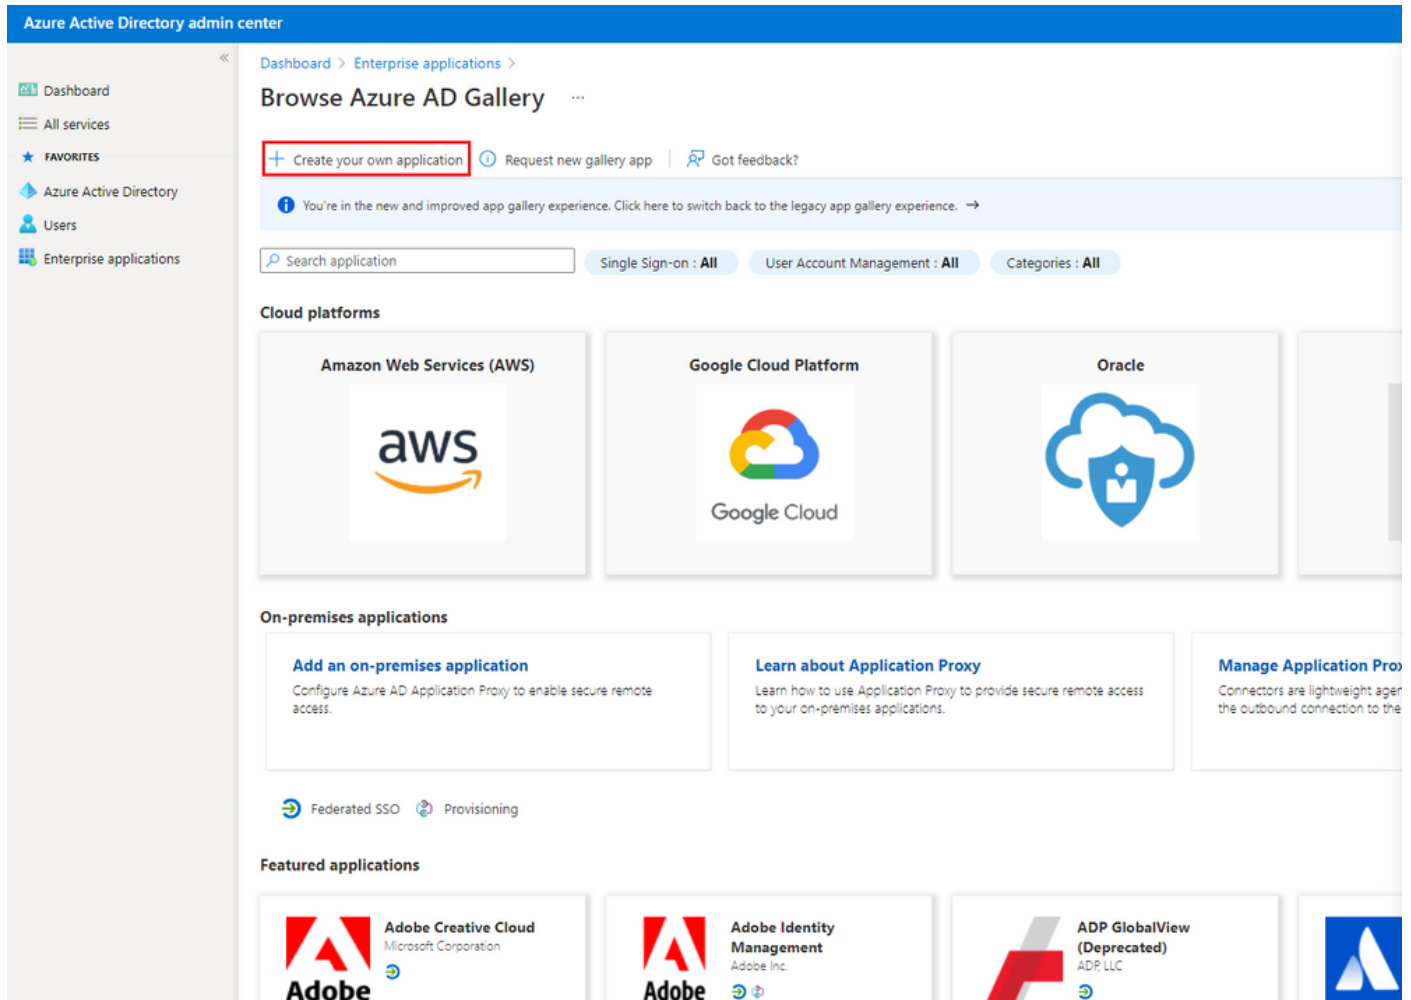 Azure Active Directory admin center
«
Dashboard > Enterprise applications >
Browse Azure AD Gallery ...
Dashboard
All services
FAVORITES
Azure Active Directory
Users
Enterprise applications
+ Create your own application
Request new gallery app
Got feedback?
You're in the new and improved app gallery experience. Click here to switch back to the legacy app gallery experience. →
Search application
Single Sign-on : All
User Account Management : All
Categories : All
Cloud platforms
Amazon Web Services (AWS)
aws
Google Cloud Platform
Google Cloud
Oracle
On-premises applications
Add an on-premises application
Configure Azure AD Application Proxy to enable secure remote
access.
Learn about Application Proxy
Learn how to use Application Proxy to provide secure remote access
to your on-premises applications.
Manage Application
Connectors are lightweight
the outbound connection to the
Federated SSO
Provisioning
Featured applications
Adobe
Adobe Creative Cloud
Microsoft Corporation
Adobe
Adobe Identity
Management
Adobe Inc.
ADP GlobalView
(Deprecated)
ADP, LLC